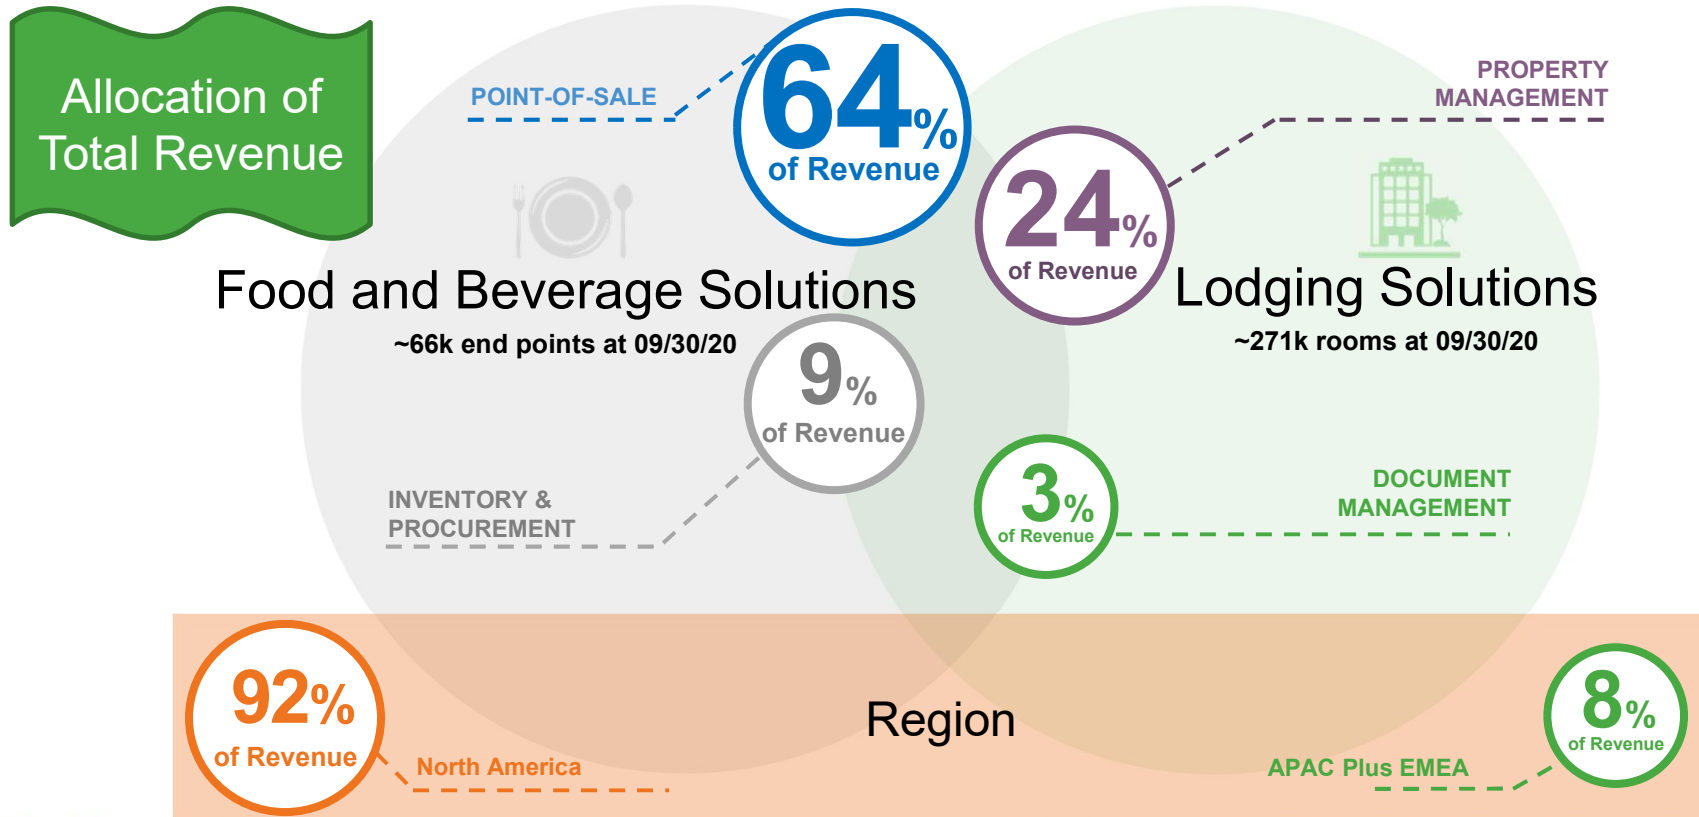 Allocation of
Total Revenue
POINT-OF-SALE
64%
of Revenue
PROPERTY
MANAGEMENT
24%
of Revenue
Food and Beverage Solutions
~66k end points at 09/30/20
Lodging Solutions
~271k rooms at 09/30/20
9%
of Revenue
INVENTORY &
PROCUREMENT
3%
of Revenue
DOCUMENT
MANAGEMENT
92%
of Revenue
North America
Region
8%
of Revenue
APAC Plus EMEA